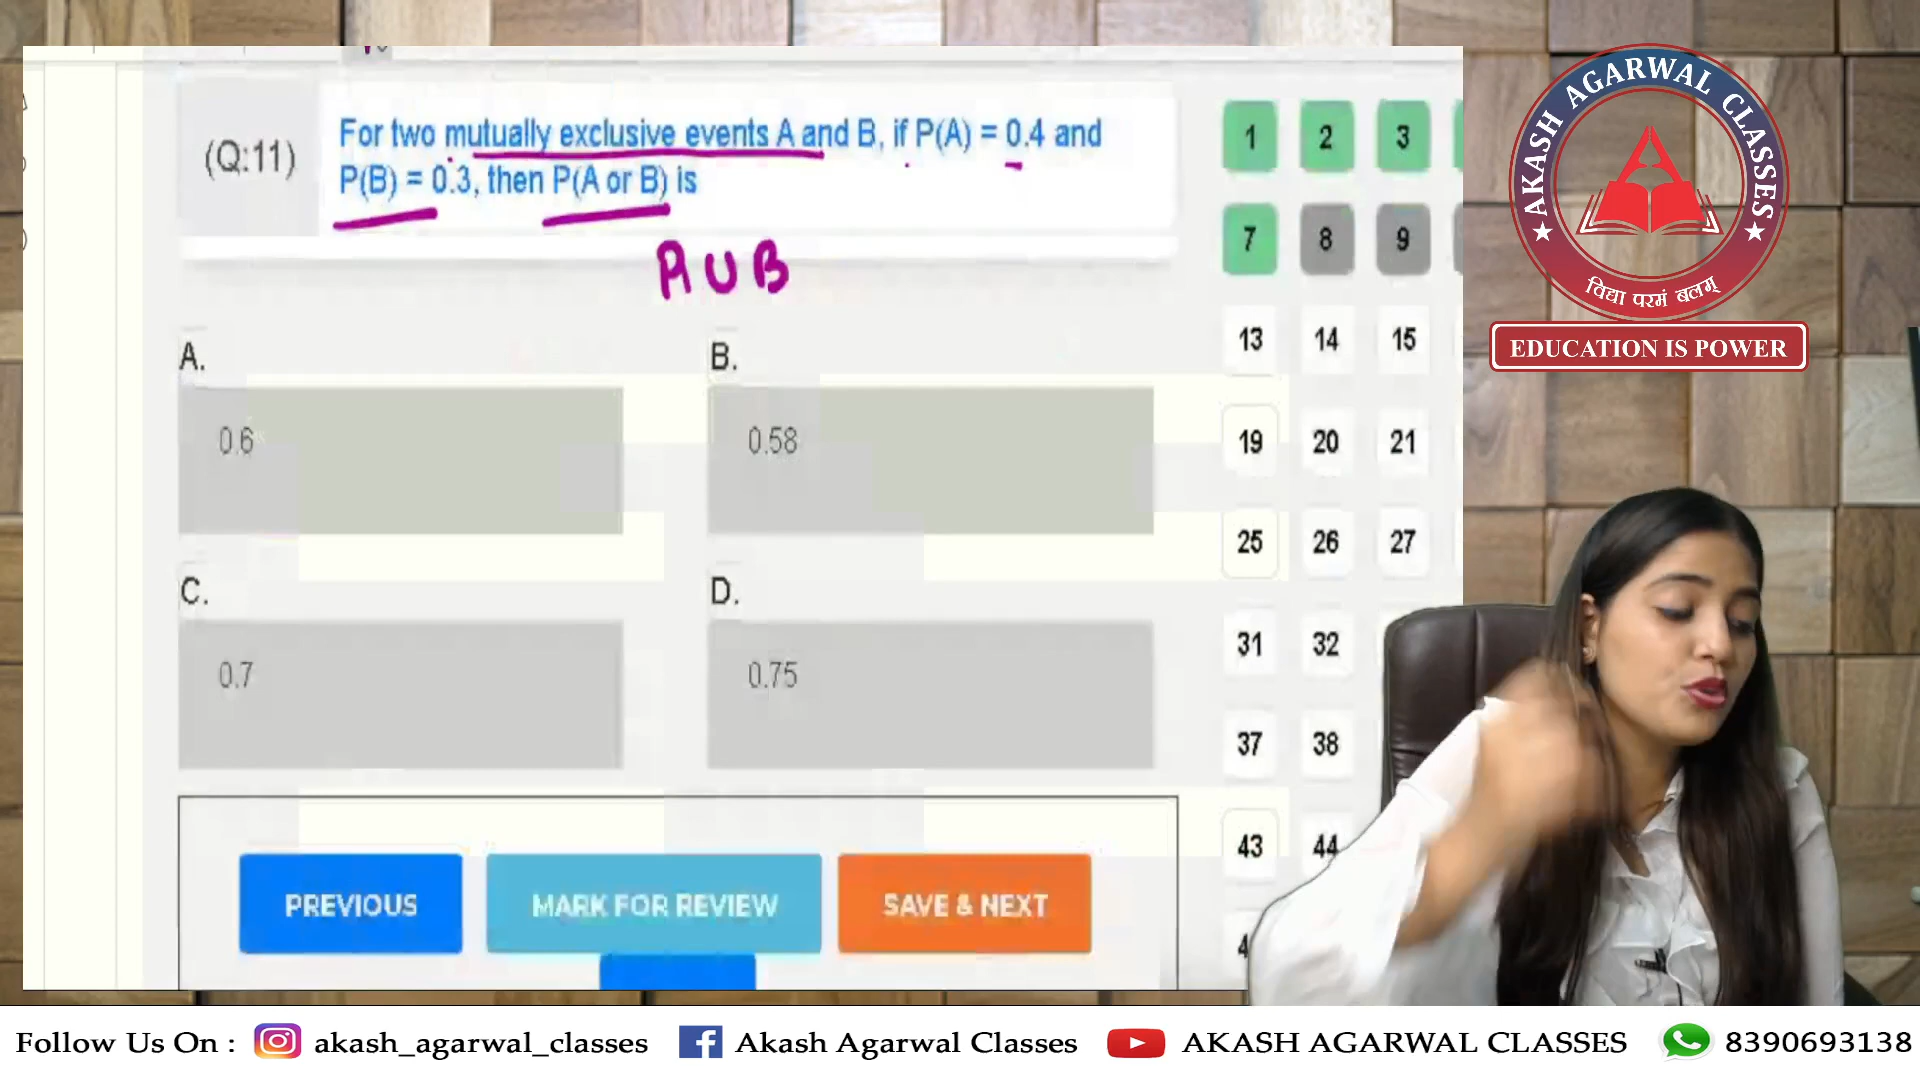 (Q:11)
For two mutually exclusive events A and B, if P(A) = 0.4 and
P(B) = 0.3, then P(A or B) is
A U B
A.
0.6
B.
0.58
C.
0.7
D.
0.75
PREVIOUS
MARK FOR REVIEW
SAVE & NEXT
1 2 3
7 8 9
13 14 15
19 20 21
25 26 27
31 32
37 38
43 44
4
AKASH AGARWAL CLASSES
विद्या परमं बलम्
EDUCATION IS POWER
Follow Us On : akash_agarwal_classes Akash Agarwal Classes AKASH AGARWAL CLASSES 8390693138